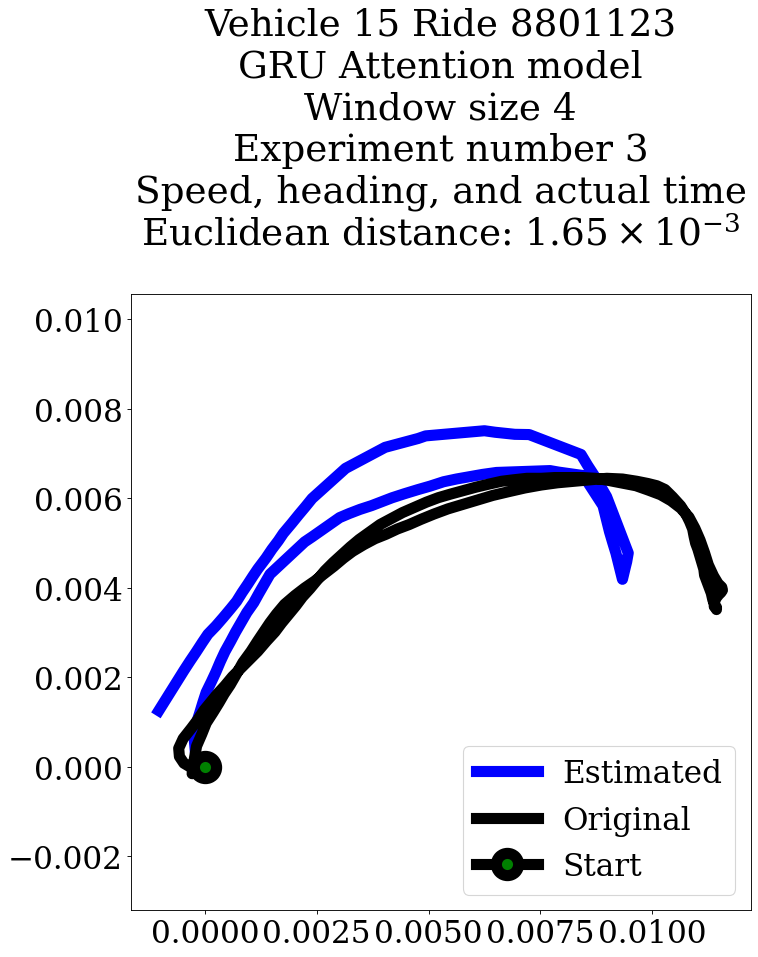 Vehicle 15 Ride 8801123
GRU Attention model
Window size 4
Experiment number 3
Speed, heading, and actual time
Euclidean distance: 1.65 × 10⁻³
0.010
0.008
0.006
0.004
0.002
0.000
−0.002
Estimated
Original
Start
0.0000 0.0025 0.0050 0.0075 0.0100